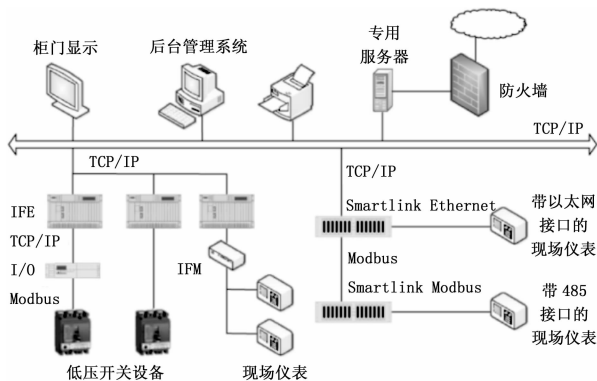 柜门显示
后台管理系统
专用
服务器
防火墙
TCP/IP
TCP/IP
TCP/IP
IFE
Smartlink Ethernet
带以太网
接口的
现场仪表
TCP/IP
I/O
IFM
Modbus
Modbus
Smartlink Modbus
带 485
接口的
现场仪表
低压开关设备
现场仪表